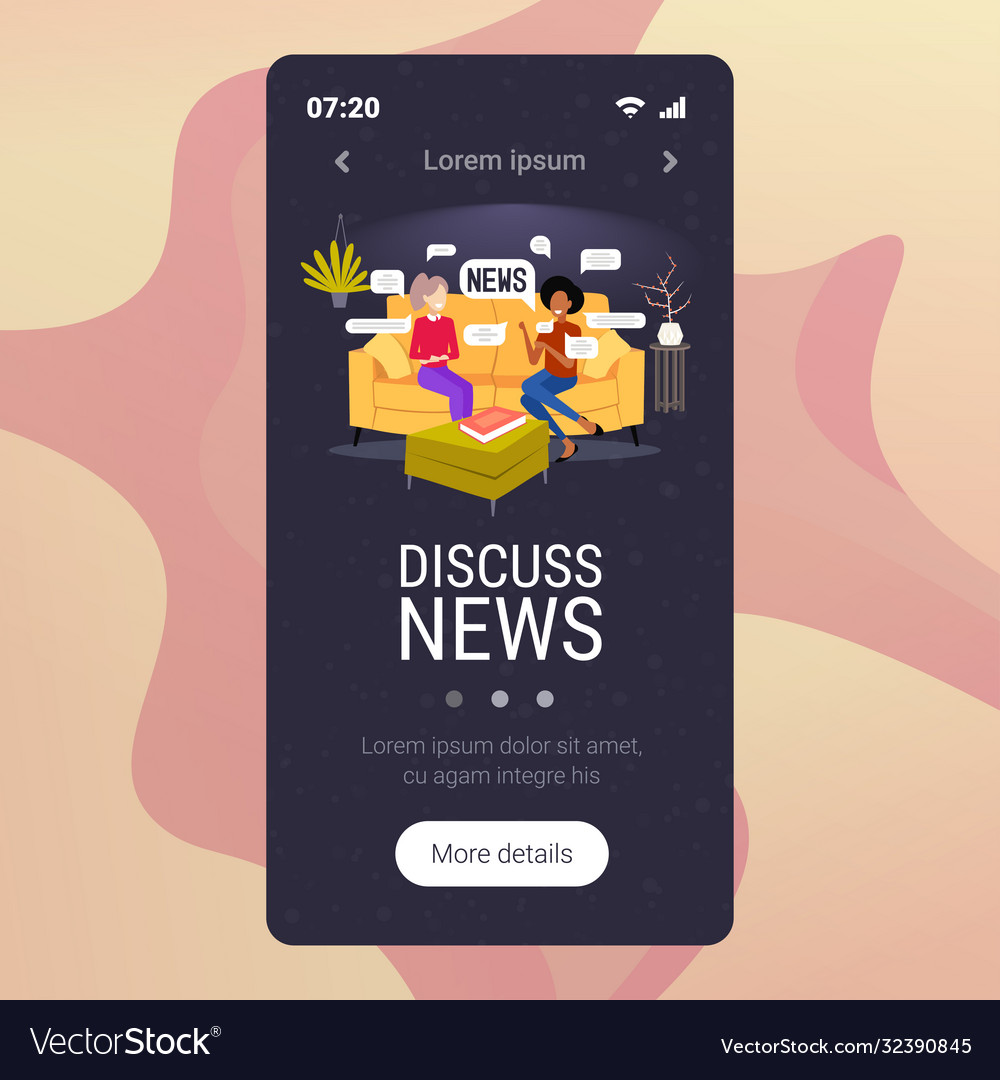 07:20
Lorem ipsum
NEWS
DISCUSS
NEWS
Lorem ipsum dolor sit amet,
cu agam integre his
More details
VectorStock®
VectorStock.com/32390845